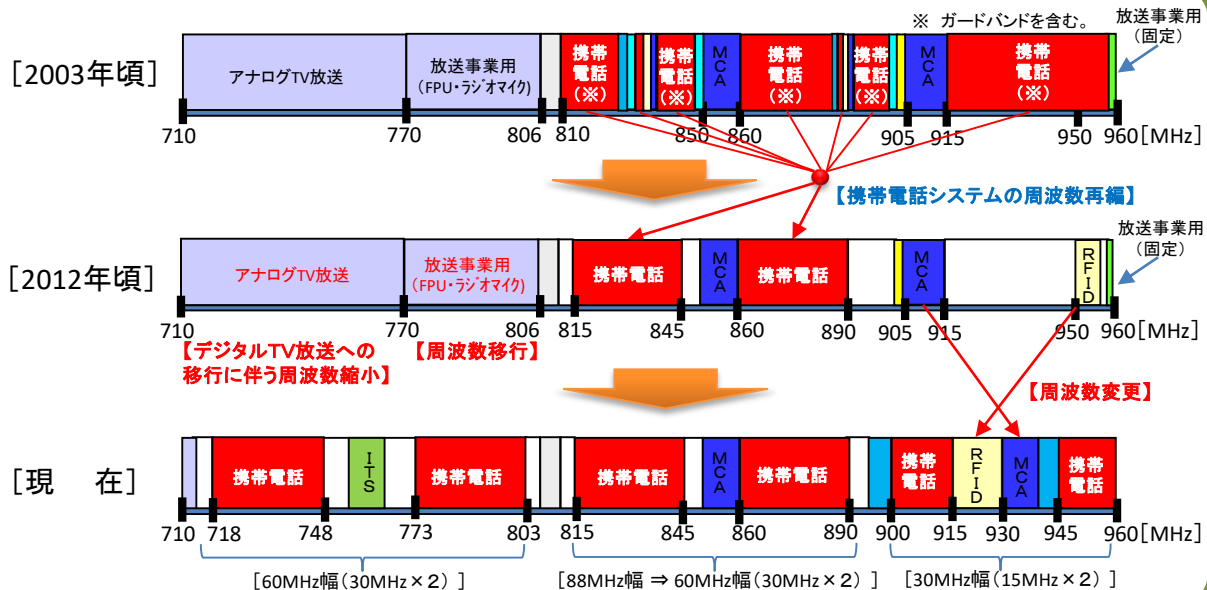 ※ ガードバンドを含む。
放送事業用
（固定）
［2003年頃］
アナログTV放送
放送事業用
（FPU・ラジオマイク）
携帯
電話
（※）
携帯
電話
（※）
MCA
携帯
電話
（※）
携帯
電話
（※）
MCA
携帯
電話
（※）
710
770
806
810
850
860
905
915
950
960[MHz]
【携帯電話システムの周波数再編】
放送事業用
（固定）
［2012年頃］
アナログTV放送
放送事業用
（FPU・ラジオマイク）
携帯電話
MCA
携帯電話
MCA
RFID
710
770
806
815
845
860
890
905
915
950
960[MHz]
【デジタルTV放送への
移行に伴う周波数縮小】
【周波数移行】
【周波数変更】
［現 在］
携帯電話
ITS
携帯電話
携帯電話
MCA
携帯電話
携帯
電話
RFID
MCA
携帯
電話
710
718
748
773
803
815
845
860
890
900
915
930
945
960[MHz]
［60MHz幅（30MHz×2）］
［88MHz幅 ⇒ 60MHz幅（30MHz×2）］
［30MHz幅（15MHz×2）］